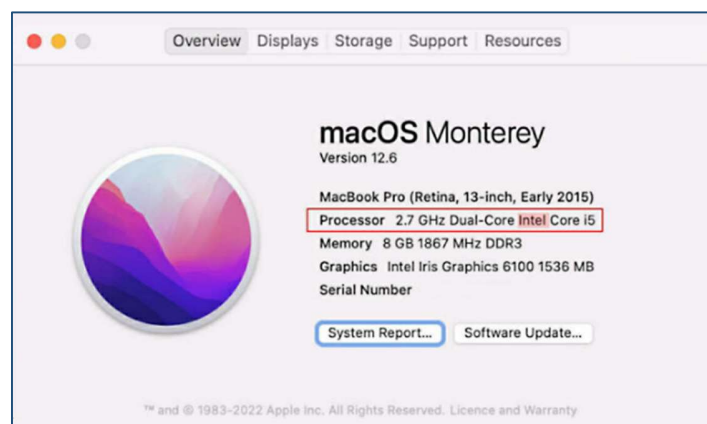 Overview Displays Storage Support Resources
macOS Monterey
Version 12.6
MacBook Pro (Retina, 13-inch, Early 2015)
Processor 2.7 GHz Dual-Core Intel Core i5
Memory 8 GB 1867 MHz DDR3
Graphics Intel Iris Graphics 6100 1536 MB
Serial Number
System Report... Software Update...
™ and © 1983-2022 Apple Inc. All Rights Reserved. Licence and Warranty